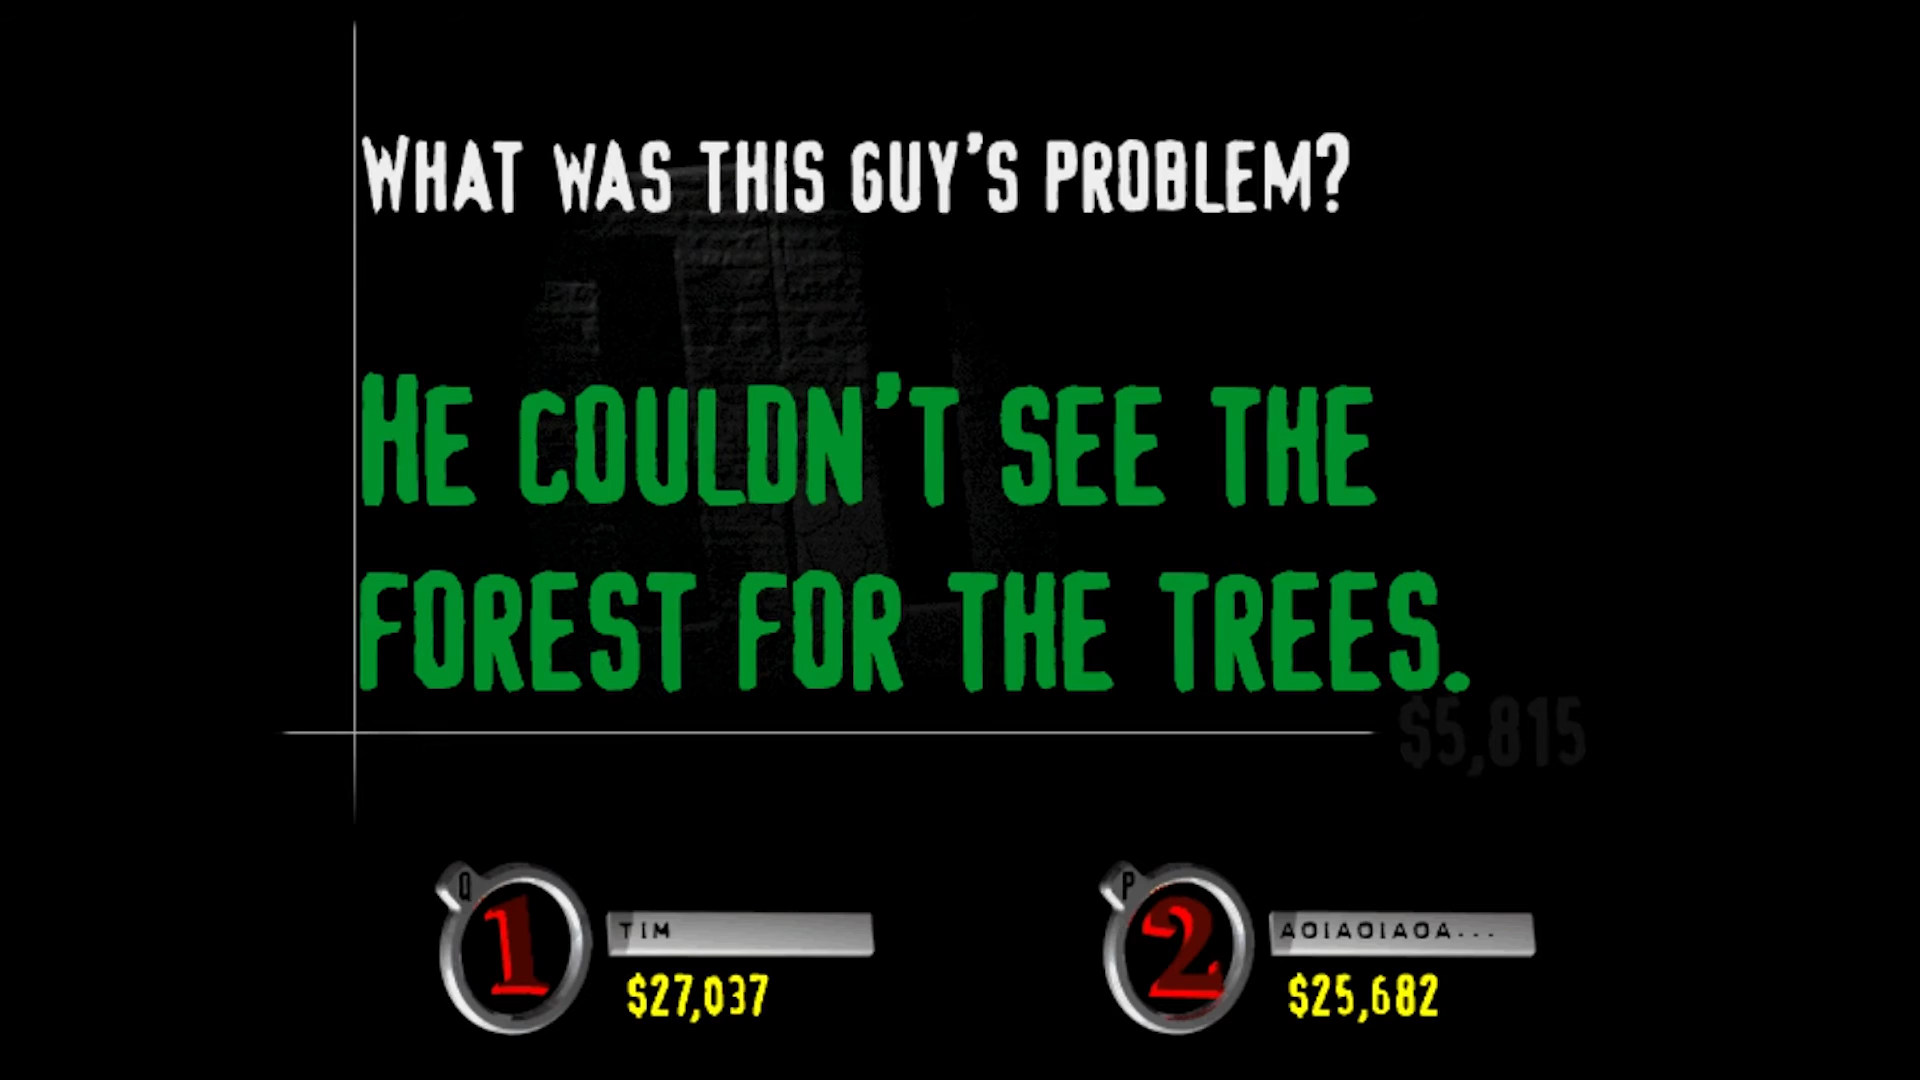 WHAT WAS THIS GUY'S PROBLEM?
HE COULDN'T SEE THE
FOREST FOR THE TREES.
$5,815
Q
1
TIM
$27,037
P
2
AOIAOIAOA...
$25,682